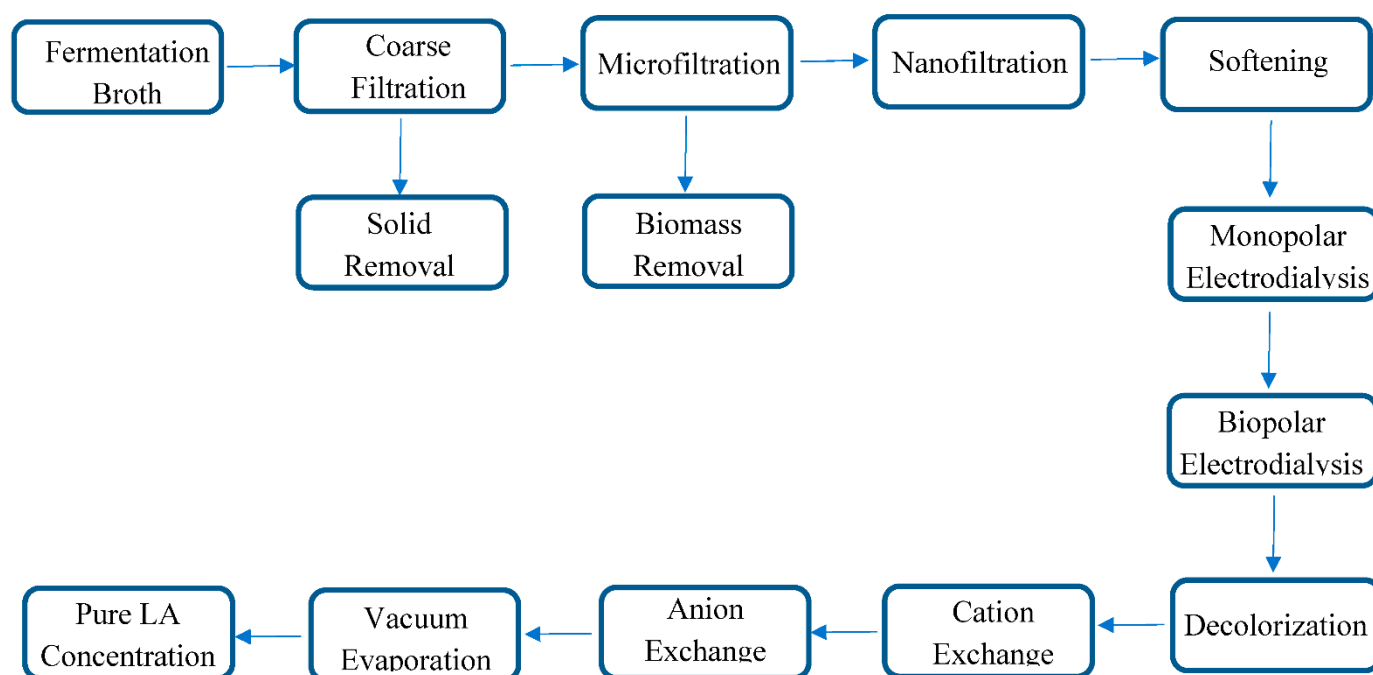 Fermentation
Broth
Coarse
Filtration
Microfiltration
Nanofiltration
Softening
Solid
Removal
Biomass
Removal
Monopolar
Electrodialysis
Biopolar
Electrodialysis
Pure LA
Concentration
Vacuum
Evaporation
Anion
Exchange
Cation
Exchange
Decolorization